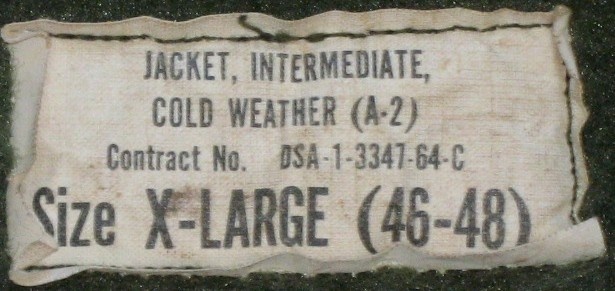 JACKET, INTERMEDIATE,
COLD WEATHER (A-2)
Contract No. DSA-1-3347-64-C
Size X-LARGE (46-48)